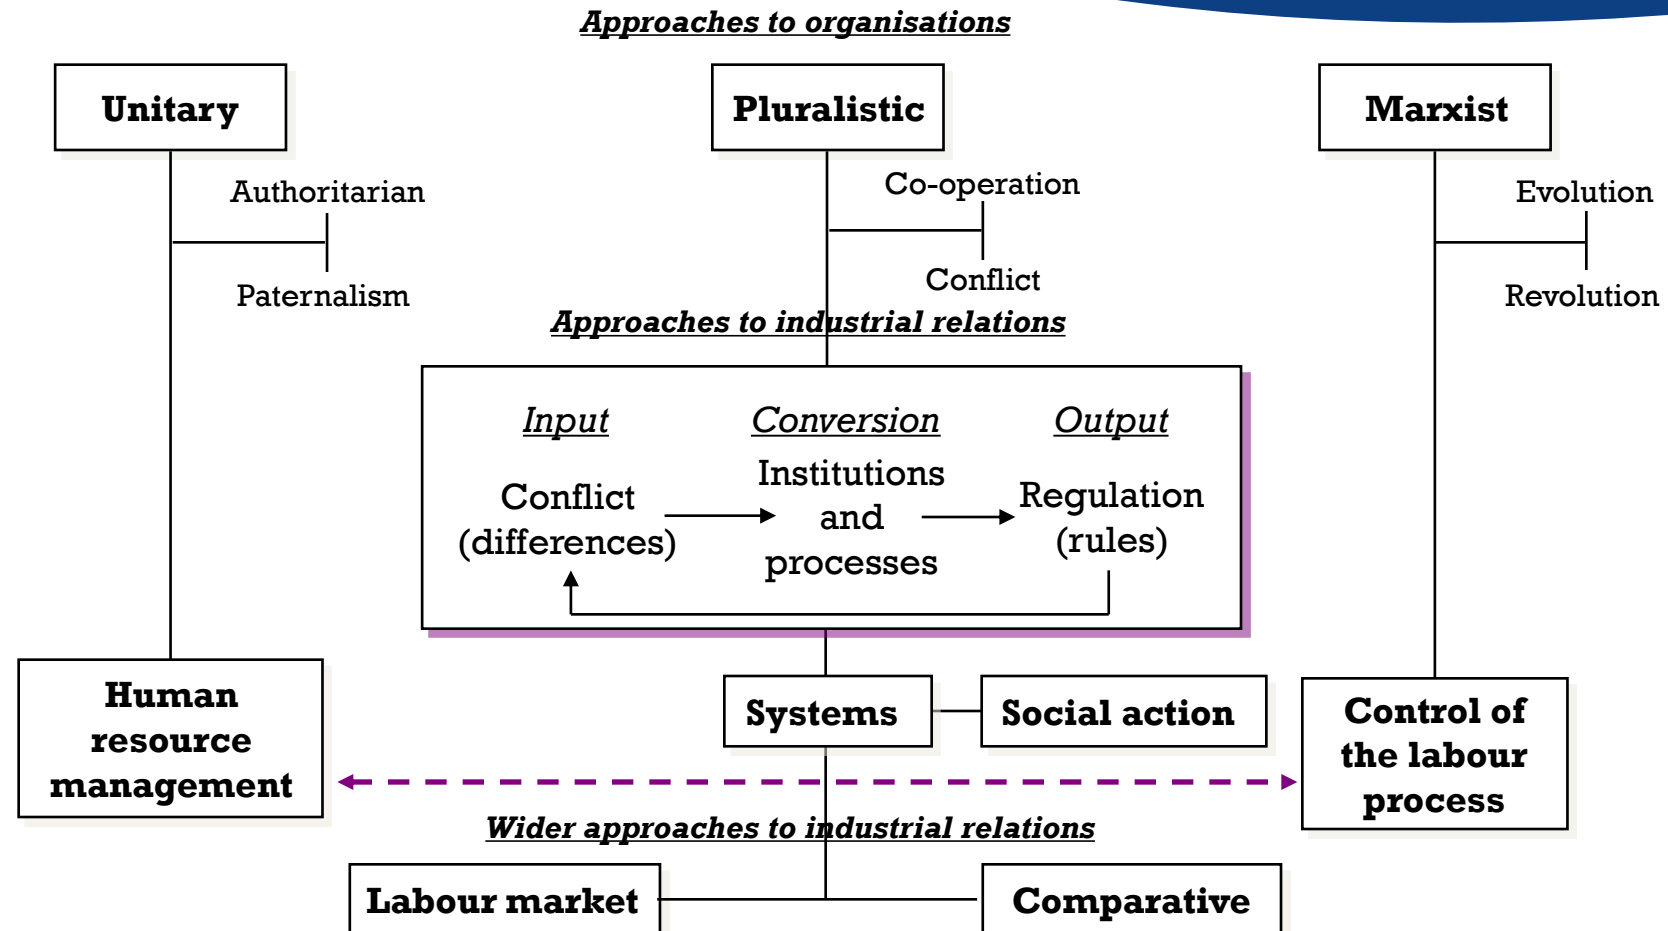 Approaches to organisations
Unitary
Pluralistic
Marxist
Authoritarian
Paternalism
Co-operation
Conflict
Evolution
Revolution
Approaches to industrial relations
Input
Conversion
Output
Conflict
(differences)
Institutions
and
processes
Regulation
(rules)
Human
resource
management
Systems
Social action
Control of
the labour
process
Wider approaches to industrial relations
Labour market
Comparative